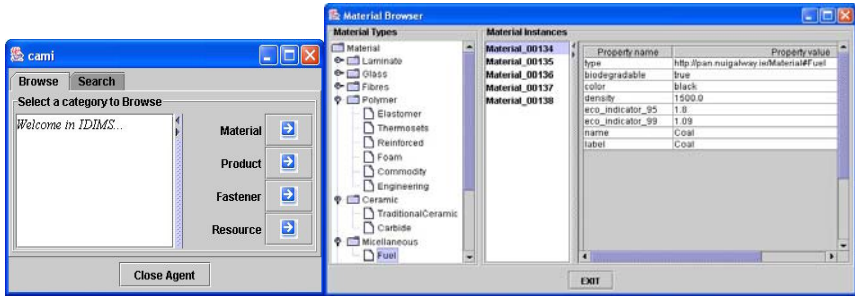 cami
Browse
Search
Select a category to Browse
Welcome in IDIMS...
Material
Product
Fastener
Resource
Close Agent
Material Browser
Material Types
Material
Laminate
Glass
Fibres
Polymer
Elastomer
Thermosets
Reinforced
Foam
Commodity
Engineering
Ceramic
TraditionalCeramic
Carbide
Micellaneous
Fuel
Material Instances
Material_00134
Material_00135
Material_00136
Material_00137
Material_00138
Property name Property value
type http://pan.nuigalway.ie/Material#Fuel
biodegradable true
color black
density 1500.0
eco_indicator_95 1.8
eco_indicator_99 1.09
name Coal
label Coal
EXIT